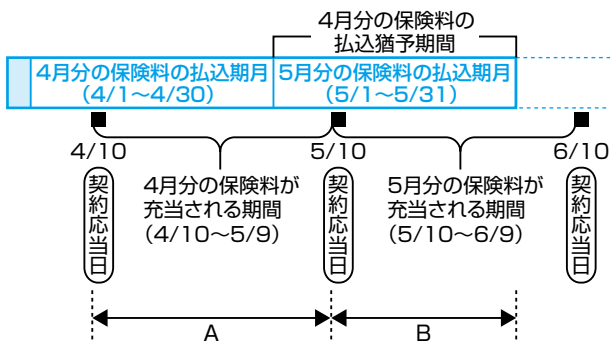 4月分の保険料の
払込猶予期間
4月分の保険料の払込期月
(4/1〜4/30)
5月分の保険料の払込期月
(5/1〜5/31)
4/10
5/10
6/10
契約応当日
4月分の保険料が
充当される期間
(4/10〜5/9)
契約応当日
5月分の保険料が
充当される期間
(5/10〜6/9)
契約応当日
A
B